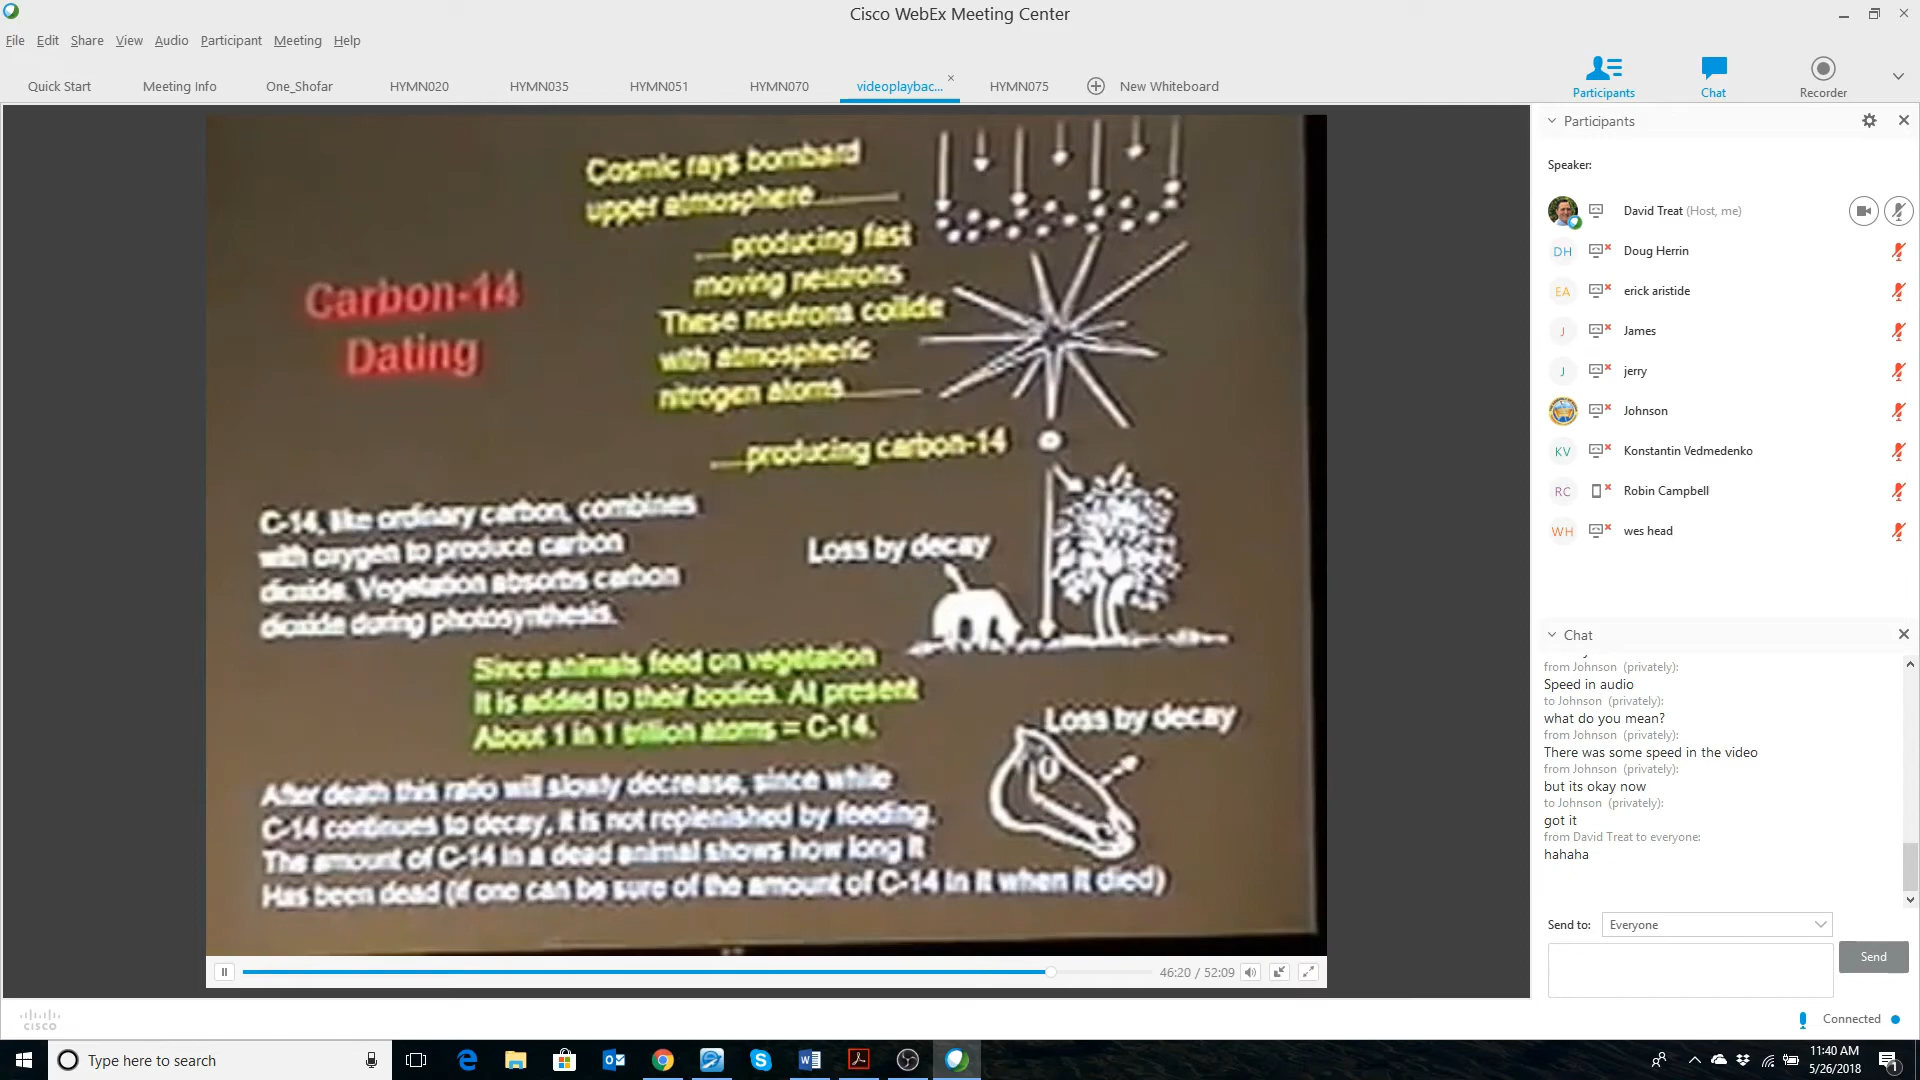 Cisco WebEx Meeting Center
File Edit Share View Audio Participant Meeting Help
Quick Start Meeting Info One_Shofar HYMN020 HYMN035 HYMN051 HYMN070 videoplaybac... HYMN075 New Whiteboard
Participants Chat Recorder
Cosmic rays bombard
upper atmosphere
producing fast
moving neutrons
These neutrons collide
with atmospheric
nitrogen atoms
producing carbon-14
Carbon-14
Dating
C-14, like ordinary carbon, combines
with oxygen to produce carbon
dioxide. Vegetation absorbs carbon
dioxide during photosynthesis.
Loss by decay
Since animals feed on vegetation
It is added to their bodies. At present
About 1 in 1 trillion atoms = C-14.
Loss by decay
After death this ratio will slowly decrease, since while
C-14 continues to decay, it is not replenished by feeding.
The amount of C-14 in a dead animal shows how long it
Has been dead (if one can be sure of the amount of C-14 in it when it died)
46:20 / 52:09
Participants
Speaker:
David Treat (Host, me)
DH Doug Herrin
EA erick aristide
J James
J jerry
Johnson
KV Konstantin Vedmedenko
RC Robin Campbell
WH wes head
Chat
from Johnson (privately):
Speed in audio
to Johnson (privately):
what do you mean?
from Johnson (privately):
There was some speed in the video
from Johnson (privately):
but its okay now
to Johnson (privately):
got it
from David Treat to everyone:
hahaha
Send to: Everyone
Send
CISCO
Connected
Type here to search
11:40 AM
5/26/2018
1